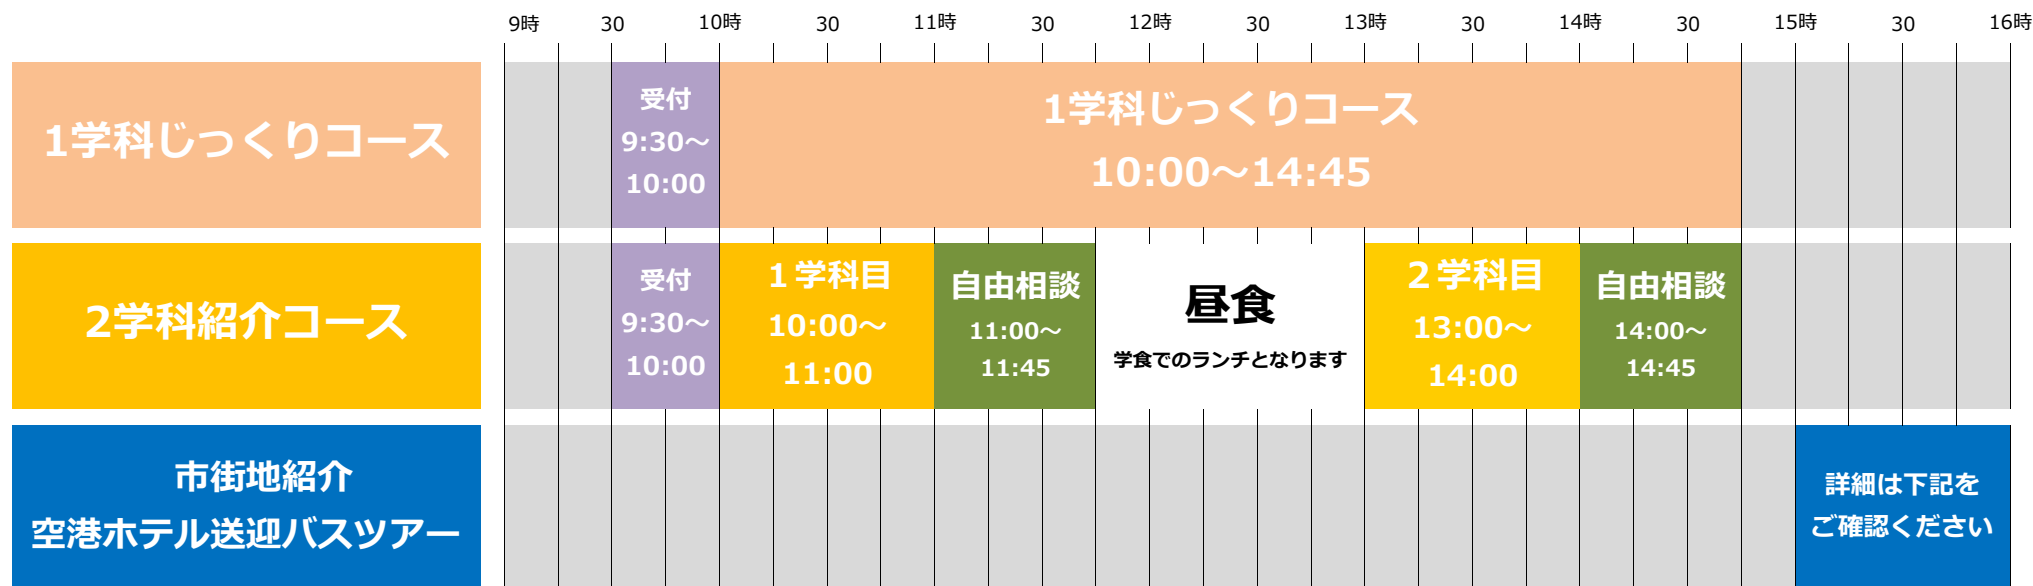 9時 30 10時 30 11時 30 12時 30 13時 30 14時 30 15時 30 16時
1学科じっくりコース
受付
9:30～
10:00
1学科じっくりコース
10:00～14:45
2学科紹介コース
受付
9:30～
10:00
１学科目
10:00～
11:00
自由相談
11:00～
11:45
昼食
学食でのランチとなります
２学科目
13:00～
14:00
自由相談
14:00～
14:45
市街地紹介
空港ホテル送迎バスツアー
詳細は下記を
ご確認ください